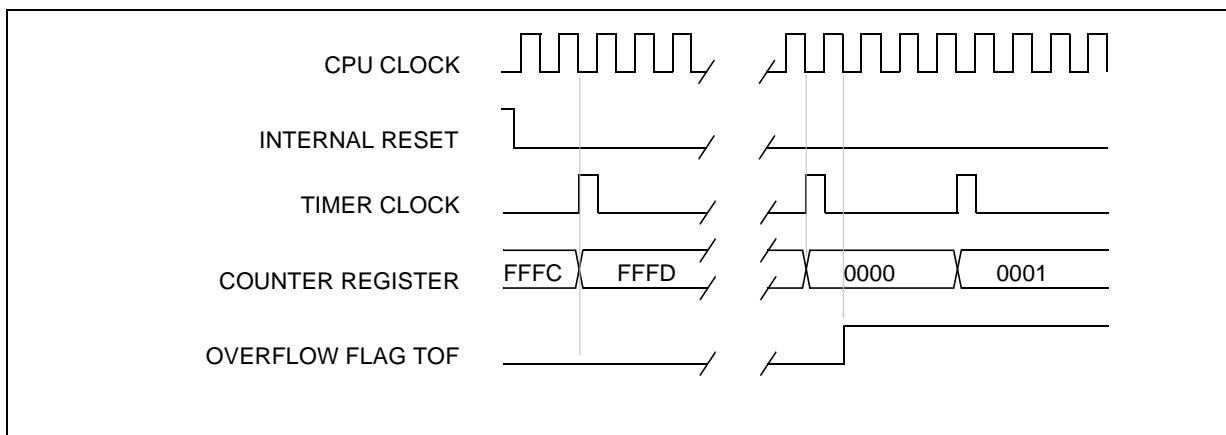 CPU CLOCK
INTERNAL RESET
TIMER CLOCK
COUNTER REGISTER FFFC FFFD 0000 0001
OVERFLOW FLAG TOF